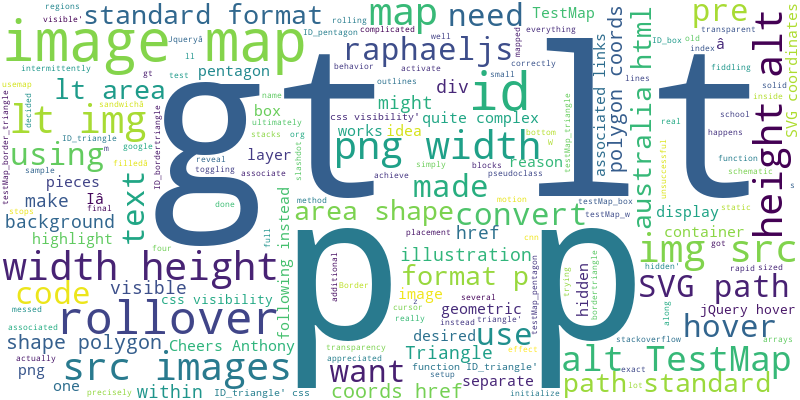 regions
visible'
Jqueryâ
standard format
ID_pentagon
rolling
map
need
complicated
TestMap
everything
pre
transparent
image map
ll
intermittently
raphaeljs
mapped
well
activate
behavior
correctly
ID_box
old
index
â
fiddling
gt
test
pentagon
lt area
outlines
small
lines
solid
inside
usemap
sandwichâ
name
div
id
associated links
polygon coords
australia html
height alt
SVG coordinates
testMap_border_triangle
decided
lt img
ID_triangle
m
sample
google
filledâ
ID_bordertriangle
box
ultimately
stacks
org
slashdot
might
css visibility'
quite complex
bottom
w
testMap_triangle
real
school
happens
using
works
idea
png width
reason
function
schematic
layer
reveal
toggling
associate
blocks
pseudoclass
testMap_box
unsuccessful
static
s
pieces
make
Iâ
final
text
simply
achieve
made
method
motion
testMap_w
background
stops
done
area shape
convert
display
highlight
four
full
placement
href
can
trying
container
got
img src
width height
following instead
additional
illustration
format p
testMap_pentagon
hidden
bordertriangle
hidden'
rapid
sized
code
visible
css visibility
Border
image
geometric
SVG path
messed
rollover
transparency
cursor
several
desired
instead
triangle'
jQuery hover
associated
shape polygon
Cheers Anthony
really
use
effect
hover
stackoverflow
along
actually
appreciated
Triangle
png
one
src images
want
function ID_triangle'
setup
separate
alt TestMap
arrays
precisely
within
ID_triangle' css
coords href
initialize
path
lot
standard
exact
gt
lt
p
p